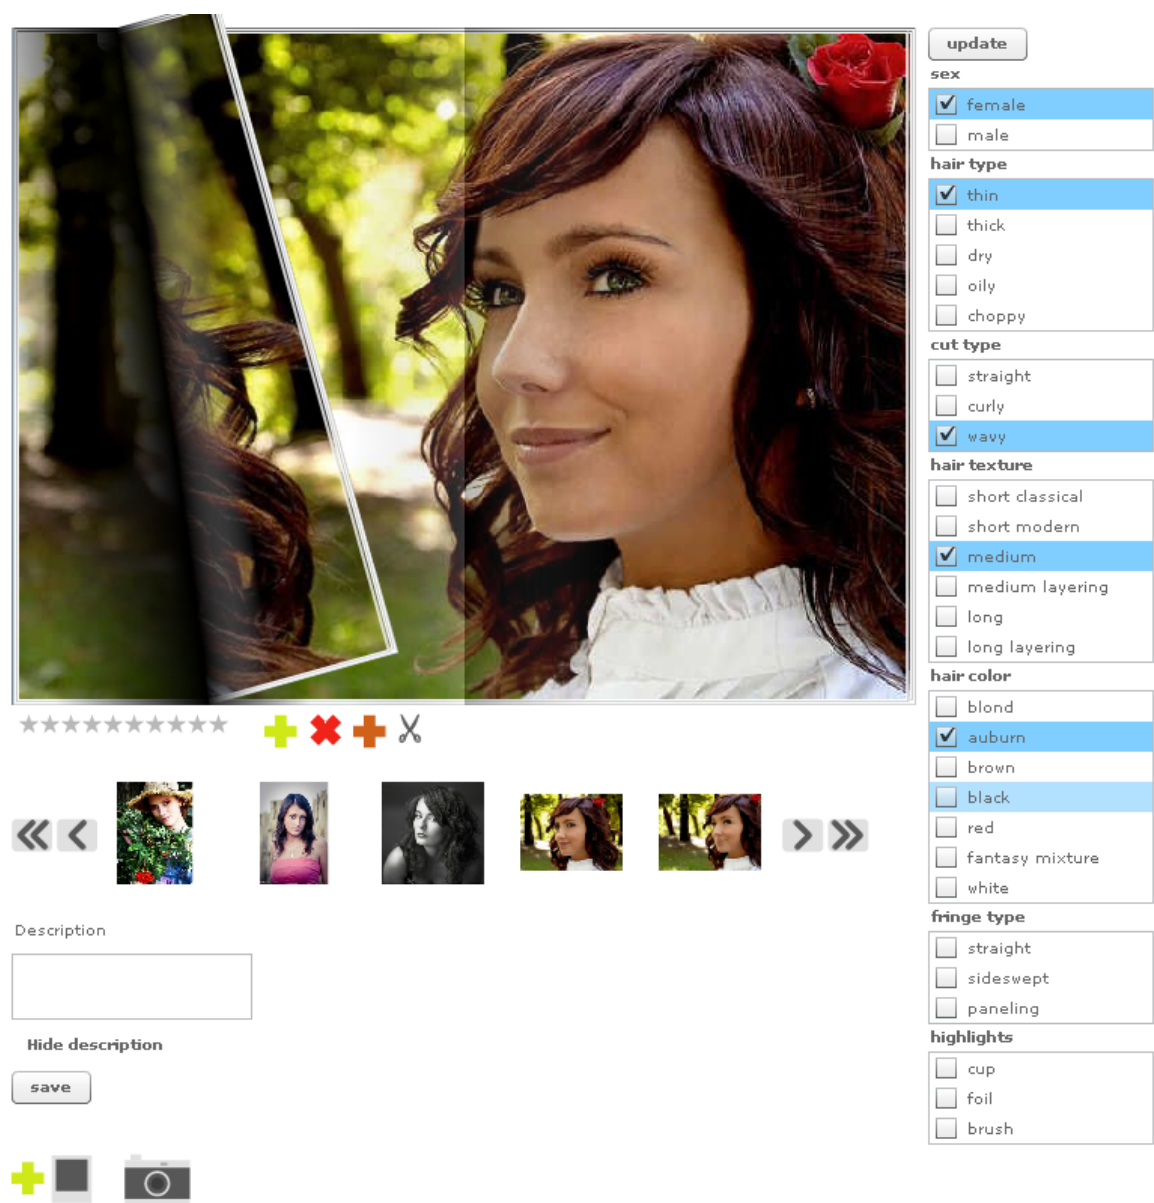 update
sex
female
male
hair type
thin
thick
dry
oily
choppy
cut type
straight
curly
wavy
hair texture
short classical
short modern
medium
medium layering
long
long layering
hair color
blond
auburn
brown
black
red
fantasy mixture
white
fringe type
straight
sideswept
paneling
highlights
cup
foil
brush
Description
Hide description
save